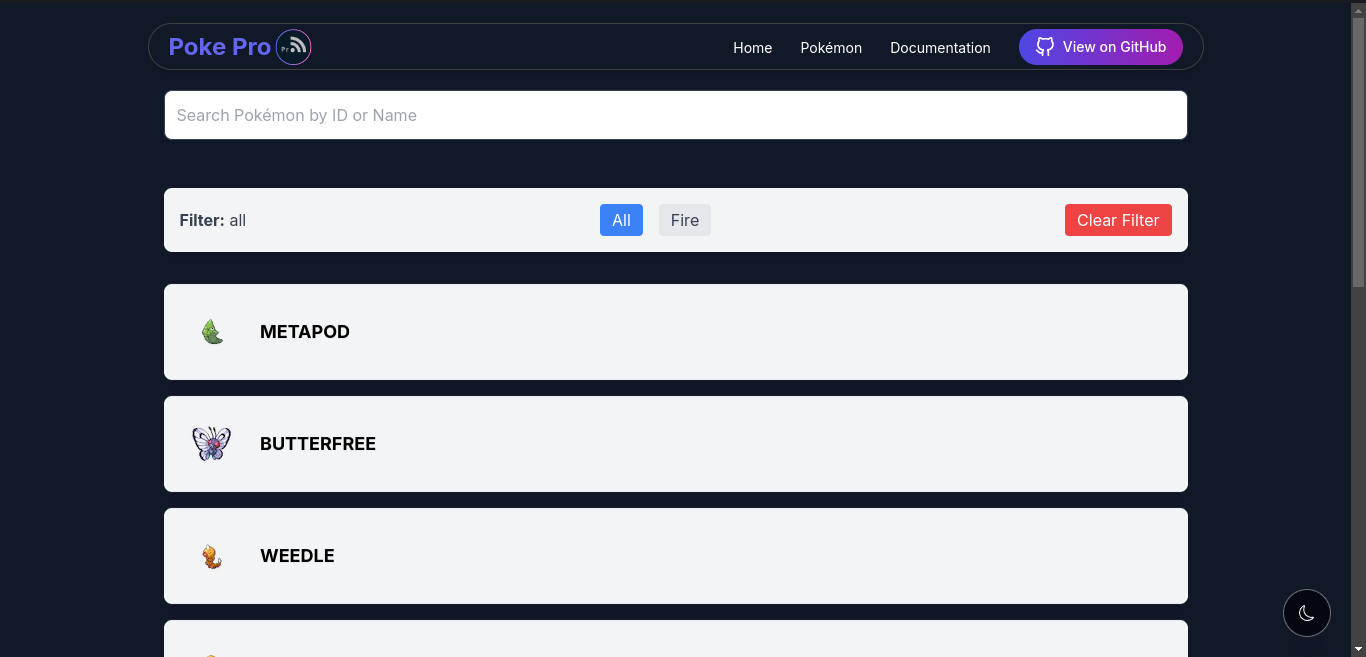 Poke Pro
Home Pokémon Documentation View on GitHub
Search Pokémon by ID or Name
Filter: all All Fire Clear Filter
METAPOD
BUTTERFREE
WEEDLE